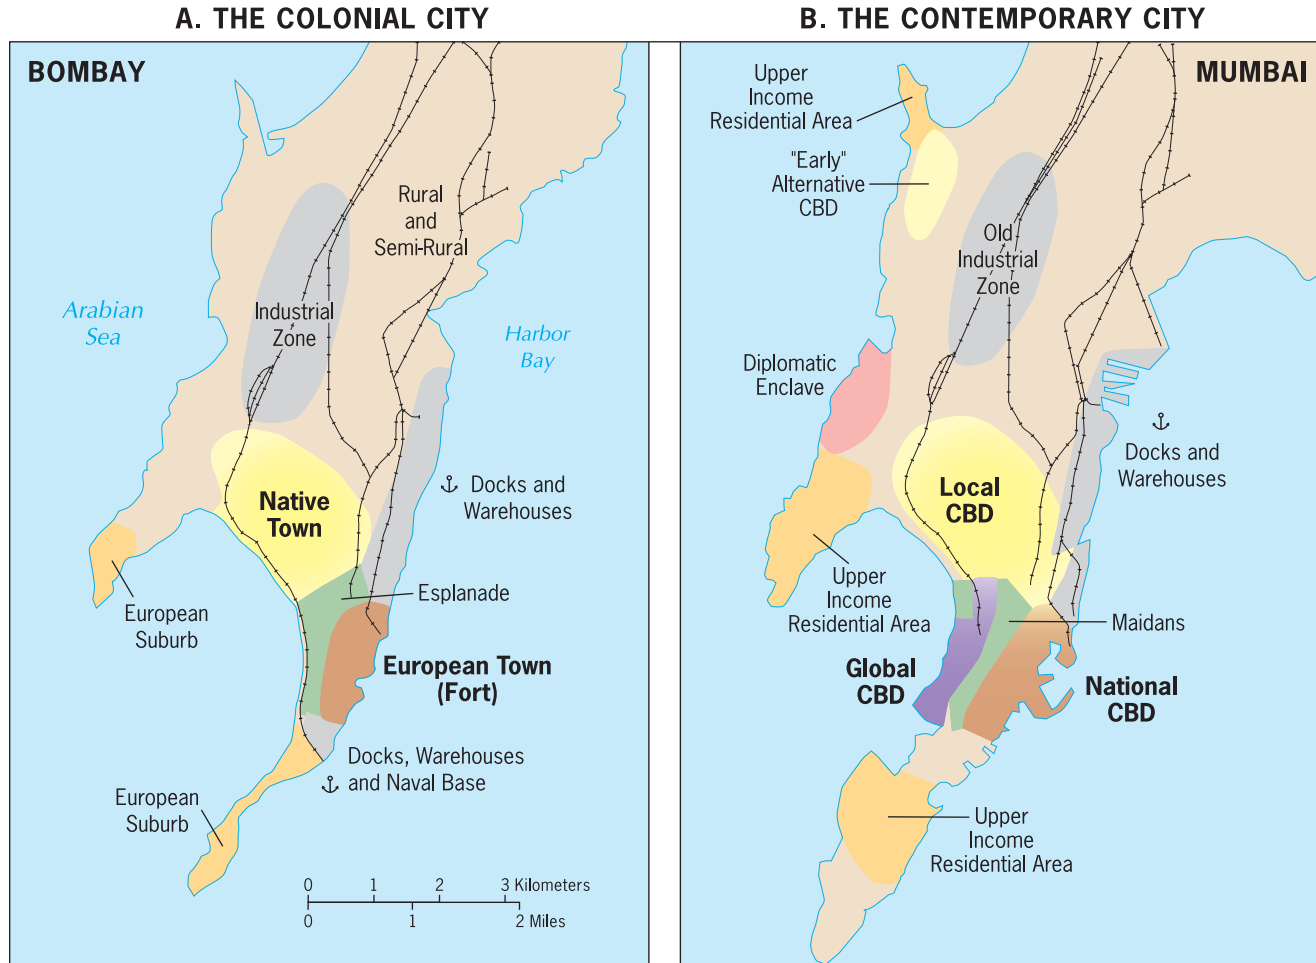 A. THE COLONIAL CITY
BOMBAY
Rural
and
Semi-Rural
Arabian
Sea
Industrial
Zone
Harbor
Bay
Native
Town
Docks and
Warehouses
Esplanade
European
Suburb
European Town
(Fort)
Docks, Warehouses
and Naval Base
European
Suburb
0 1 2 3 Kilometers
0 1 2 Miles
B. THE CONTEMPORARY CITY
MUMBAI
Upper
Income
Residential Area
"Early"
Alternative
CBD
Old
Industrial
Zone
Diplomatic
Enclave
Docks and
Warehouses
Local
CBD
Upper
Income
Residential Area
Maidans
Global
CBD
National
CBD
Upper
Income
Residential Area